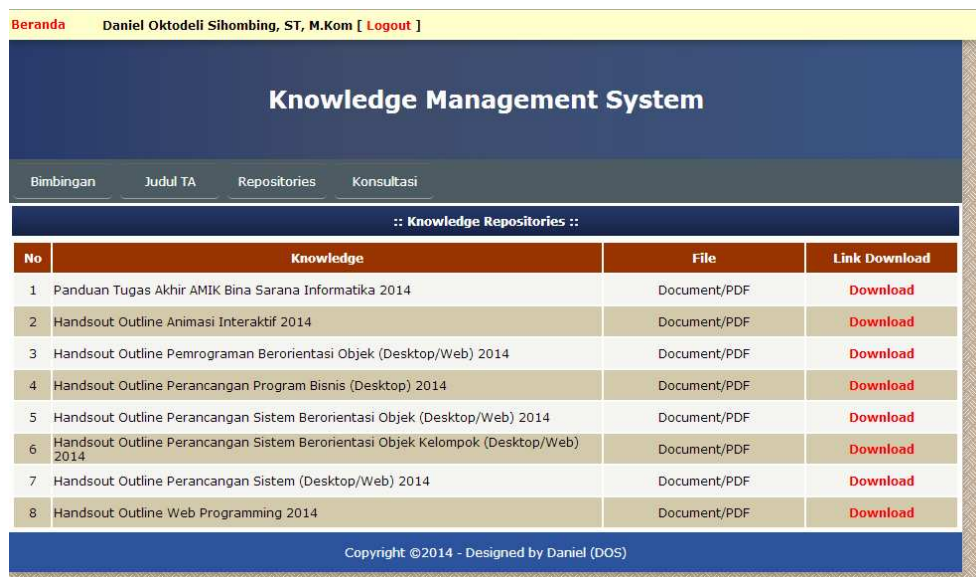 Beranda Daniel Oktodeli Sihombing, ST, M.Kom [ Logout ]
Knowledge Management System
Bimbingan Judul TA Repositories Konsultasi
:: Knowledge Repositories ::
No Knowledge File Link Download
1 Panduan Tugas Akhir AMIK Bina Sarana Informatika 2014 Document/PDF Download
2 Handsout Outline Animasi Interaktif 2014 Document/PDF Download
3 Handsout Outline Pemrograman Berorientasi Objek (Desktop/Web) 2014 Document/PDF Download
4 Handsout Outline Perancangan Program Bisnis (Desktop) 2014 Document/PDF Download
5 Handsout Outline Perancangan Sistem Berorientasi Objek (Desktop/Web) 2014 Document/PDF Download
6 Handsout Outline Perancangan Sistem Berorientasi Objek Kelompok (Desktop/Web)
2014 Document/PDF Download
7 Handsout Outline Perancangan Sistem (Desktop/Web) 2014 Document/PDF Download
8 Handsout Outline Web Programming 2014 Document/PDF Download
Copyright ©2014 - Designed by Daniel (DOS)